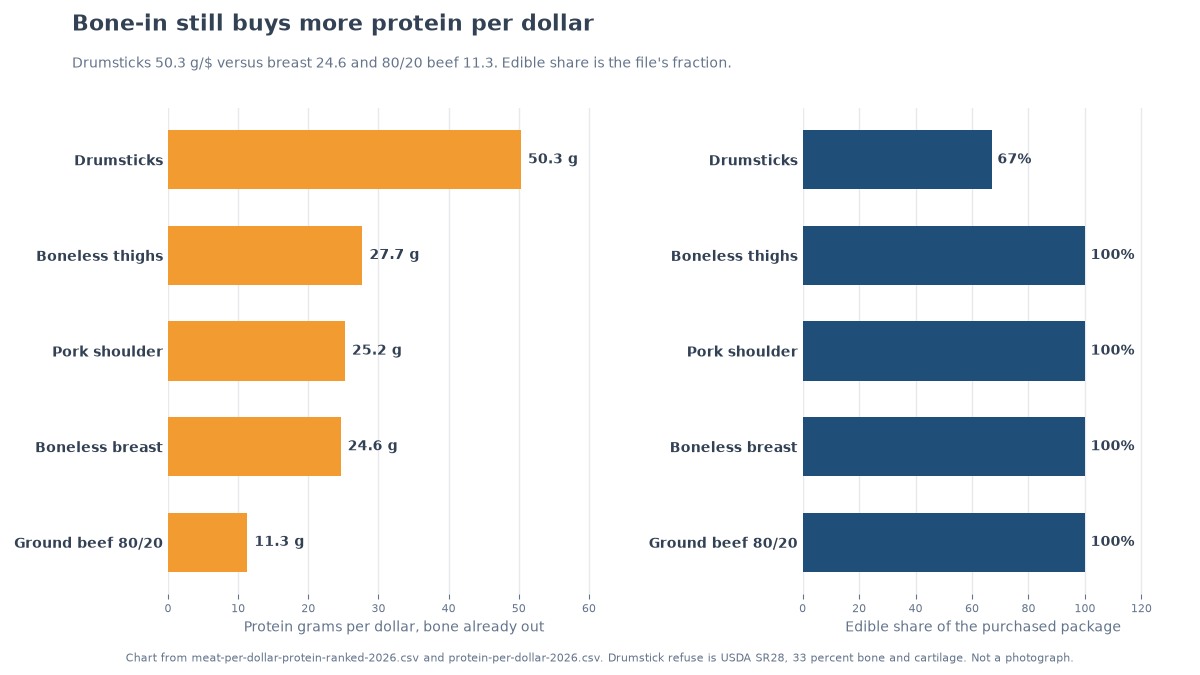 Bone-in still buys more protein per dollar
Drumsticks 50.3 g/$ versus breast 24.6 and 80/20 beef 11.3. Edible share is the file's fraction.
Drumsticks
50.3 g
Boneless thighs
27.7 g
Pork shoulder
25.2 g
Boneless breast
24.6 g
Ground beef 80/20
11.3 g
0 10 20 30 40 50 60
Protein grams per dollar, bone already out
Drumsticks
67%
Boneless thighs
100%
Pork shoulder
100%
Boneless breast
100%
Ground beef 80/20
100%
0 20 40 60 80 100 120
Edible share of the purchased package
Chart from meat-per-dollar-protein-ranked-2026.csv and protein-per-dollar-2026.csv. Drumstick refuse is USDA SR28, 33 percent bone and cartilage. Not a photograph.